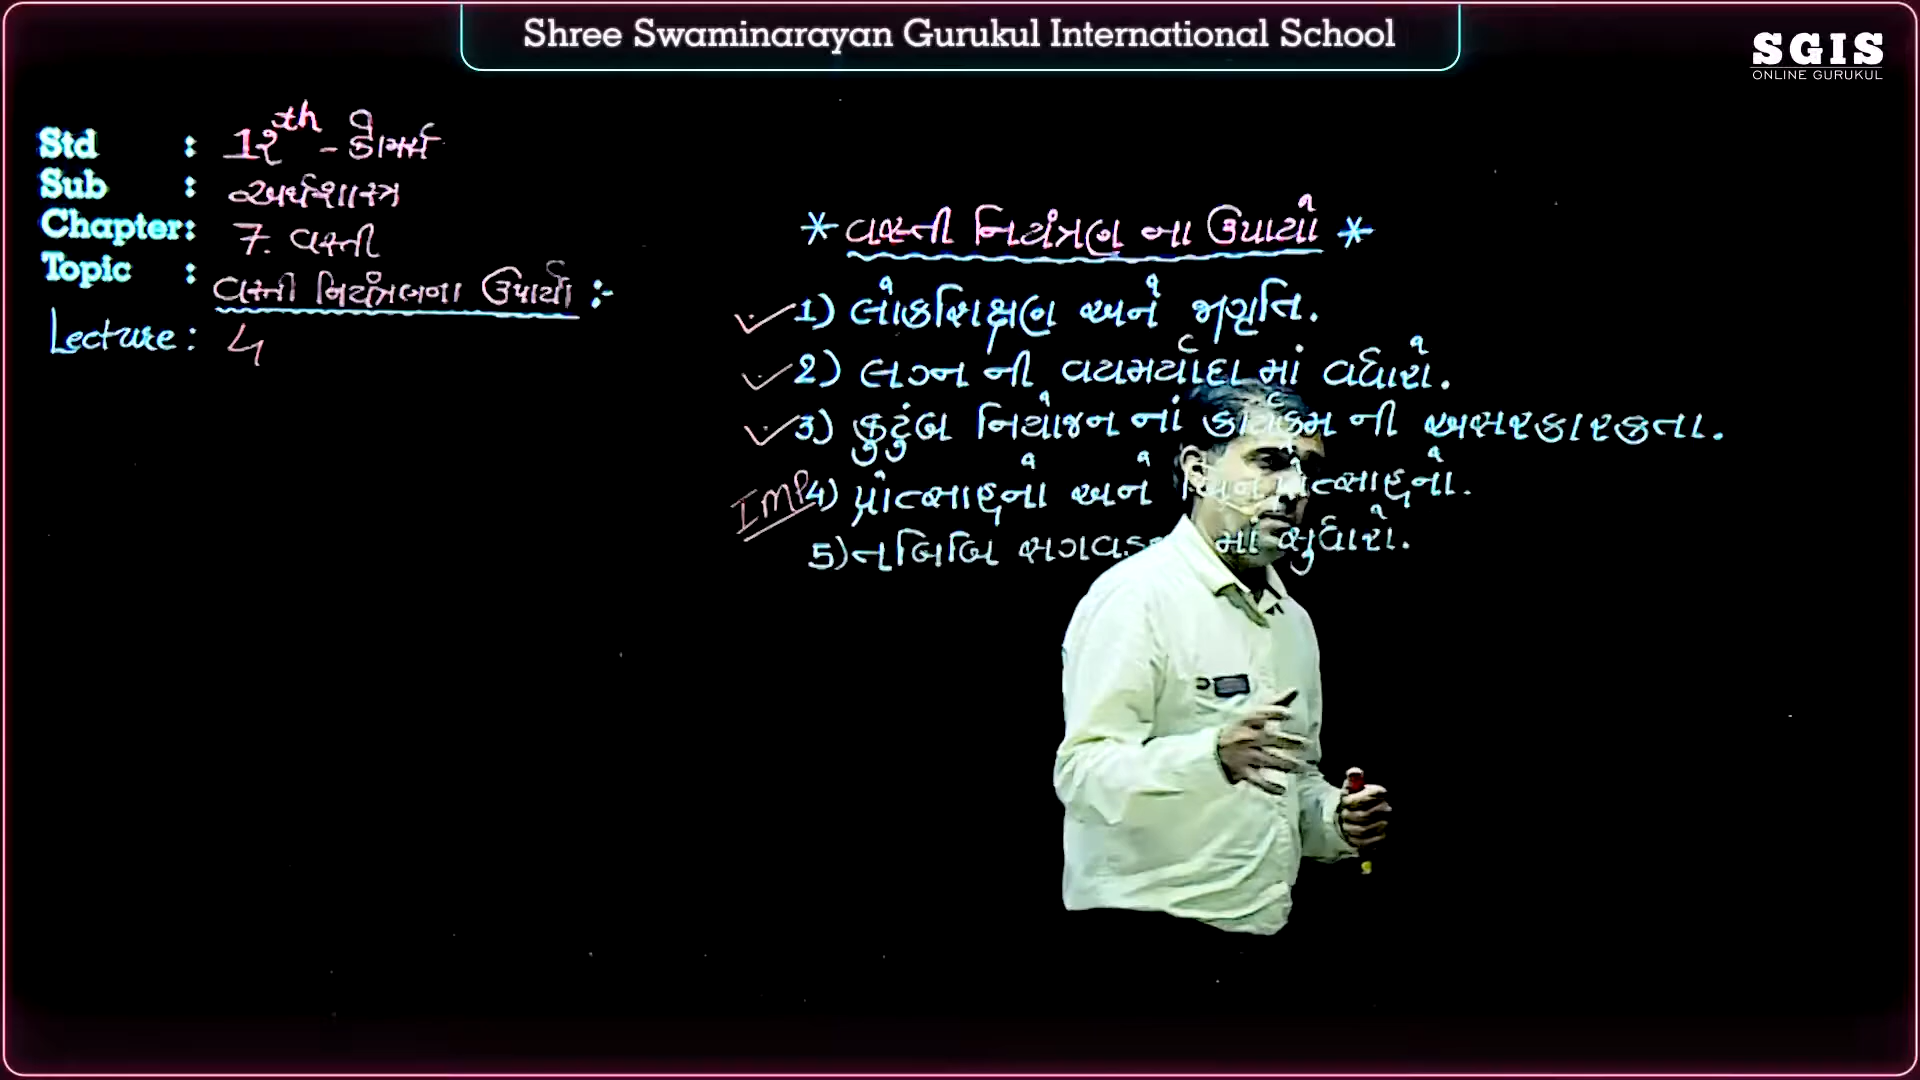 Shree Swaminarayan Gurukul International School
SGIS
ONLINE GURUKUL
Std : 12th - કોમર્સ
Sub : અર્થશાસ્ત્ર
Chapter: 7. વસ્તી
Topic : વસ્તી નિયંત્રણના ઉપાયો :-
Lecture: 4
* વસ્તી નિયંત્રણ ના ઉપાયો *
1) લોકશિક્ષણ અને જાગૃતિ.
2) લગ્ન ની વયમર્યાદા માં વધારો.
3) કુટુંબ નિયોજન નાં કાર્યક્રમ ની અસરકારકતા.
IMP 4) પ્રોત્સાહનો અને બિનપ્રોત્સાહનો.
5) તબિબિ સગવડ માં સુધારો.